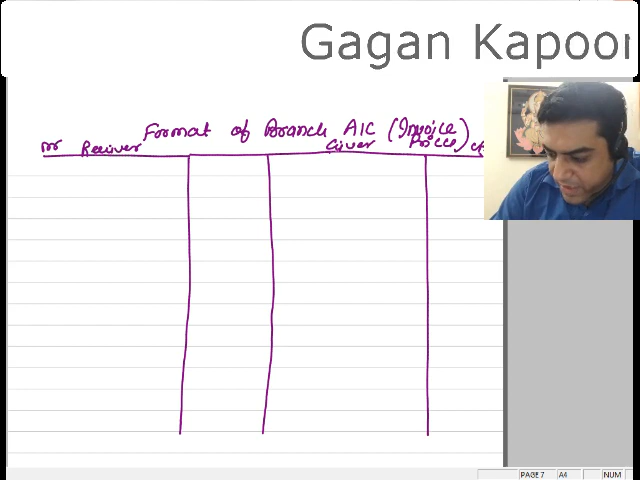 Gagan Kapoor
Format of Branch A/C (Invoice Price)
Dr Receiver Giver Cr
PAGE 7 A4 NUM